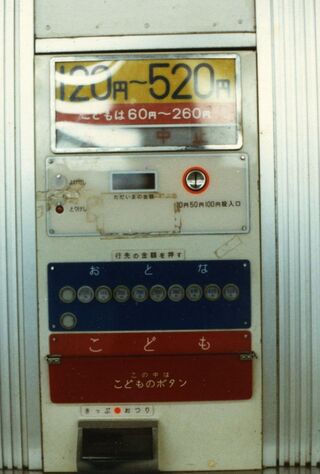 120円～520円
こどもは60円～260円
中止
とりけし
ただいまの金額
10円50円100円投入口
行先の金額を押す
おとな
こども
この中は
こどものボタン
きっぷ●おつり